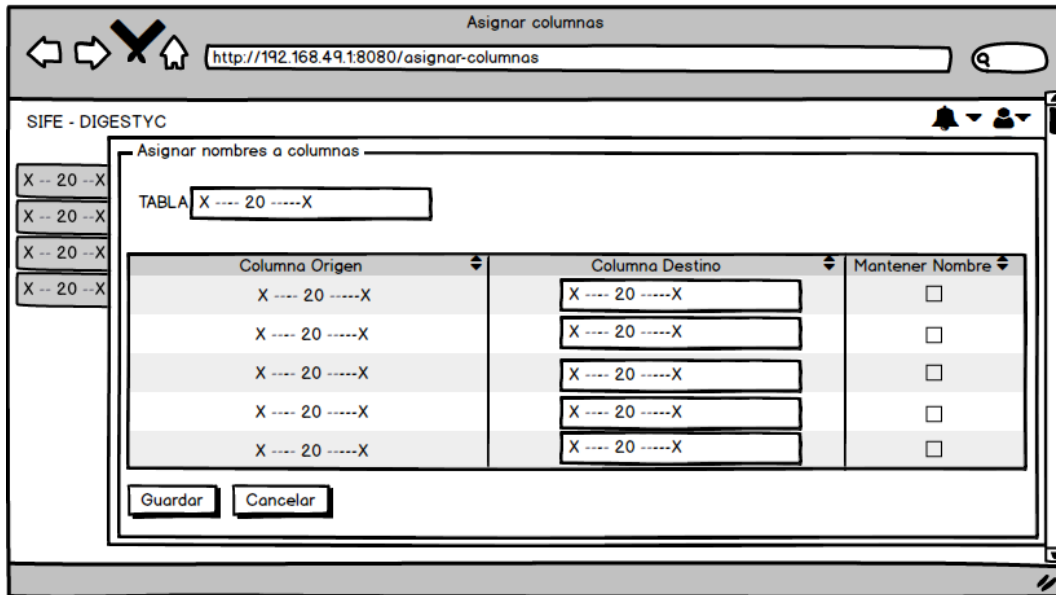 Asignar columnas
http://192.168.49.1:8080/asignar-columnas
SIFE - DIGESTYC
X -- 20 --X
X -- 20 --X
X -- 20 --X
X -- 20 --X
Asignar nombres a columnas
TABLA X ---- 20 -----X
Columna Origen Columna Destino Mantener Nombre
X ---- 20 -----X X ---- 20 -----X
X ---- 20 -----X X ---- 20 -----X
X ---- 20 -----X X ---- 20 -----X
X ---- 20 -----X X ---- 20 -----X
X ---- 20 -----X X ---- 20 -----X
Guardar Cancelar